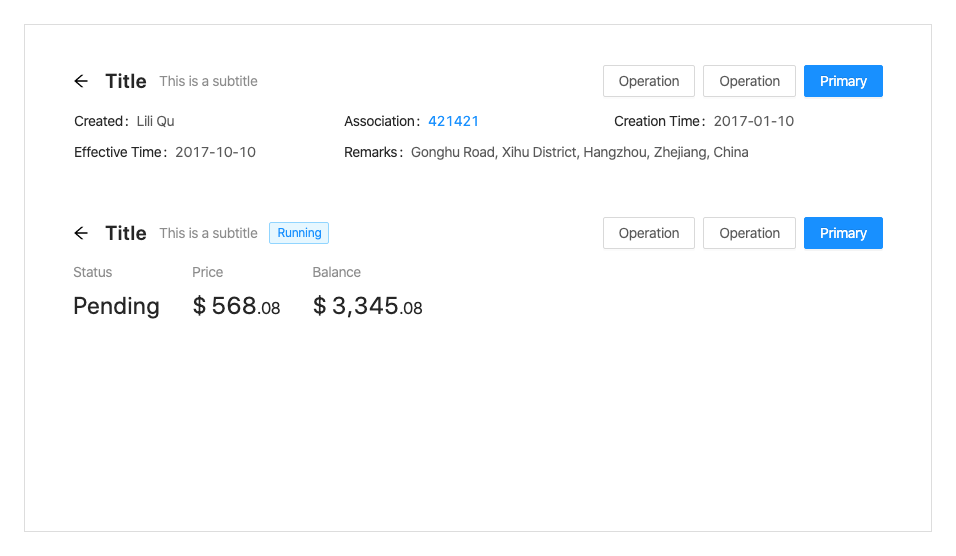 Title This is a subtitle Operation Operation Primary
Created: Lili Qu Association: 421421 Creation Time: 2017-01-10
Effective Time: 2017-10-10 Remarks: Gonghu Road, Xihu District, Hangzhou, Zhejiang, China
Title This is a subtitle Running Operation Operation Primary
Status Price Balance
Pending $ 568.08 $ 3,345.08